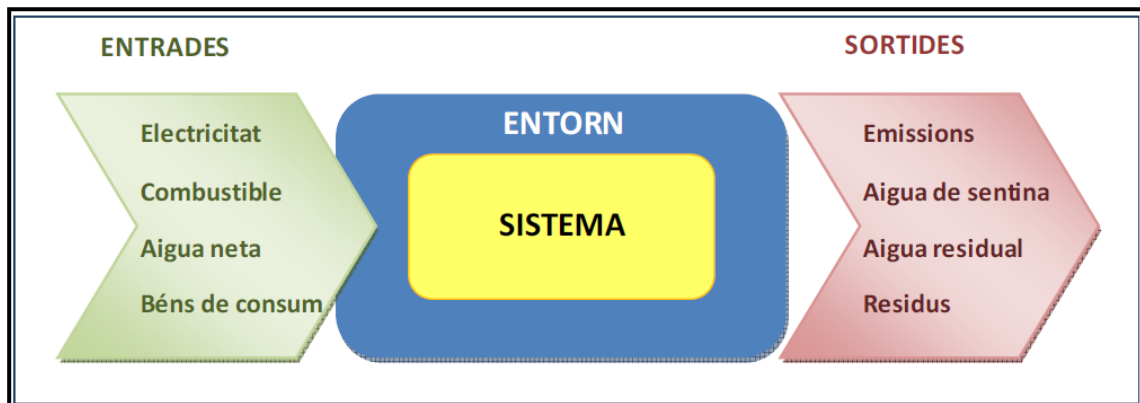 ENTRADES
Electricitat
Combustible
Aigua neta
Béns de consum
ENTORN
SISTEMA
SORTIDES
Emissions
Aigua de sentina
Aigua residual
Residus